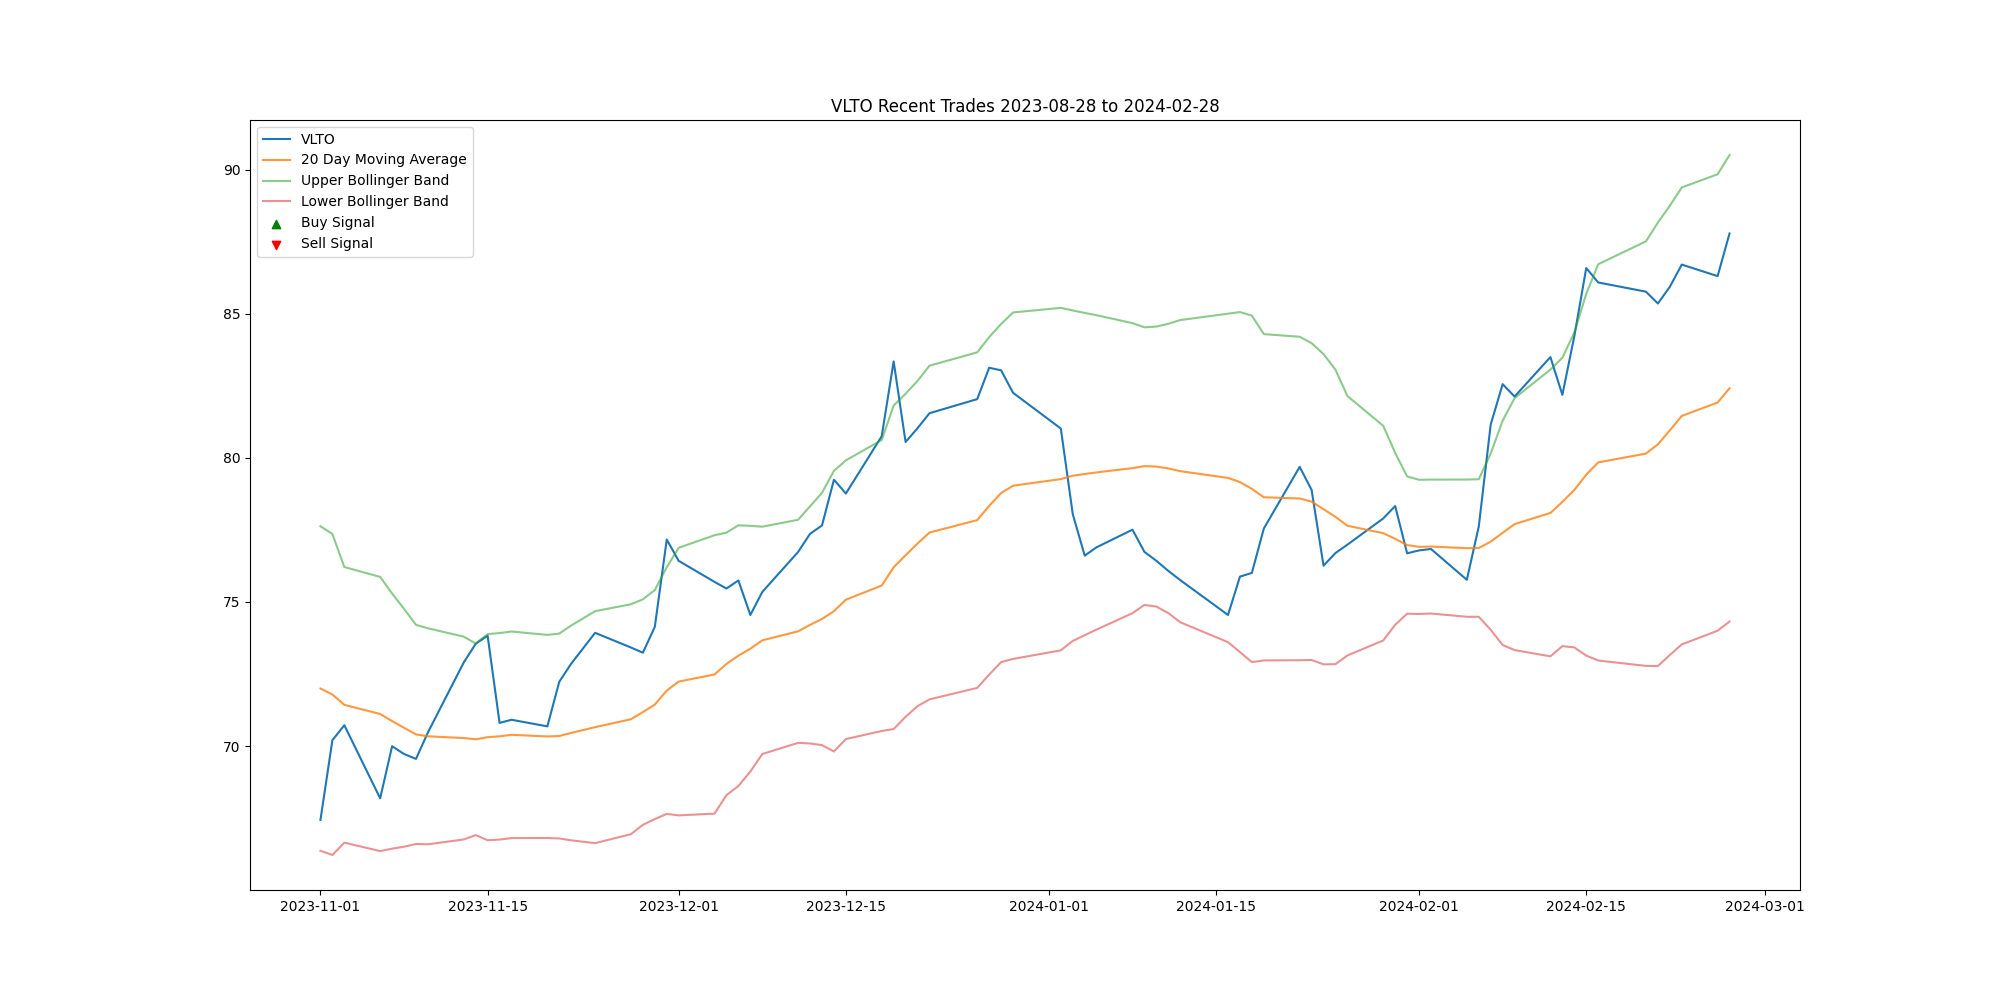 VLTO Recent Trades 2023-08-28 to 2024-02-28
VLTO
20 Day Moving Average
Upper Bollinger Band
Lower Bollinger Band
Buy Signal
Sell Signal
90
85
80
75
70
2023-11-01
2023-11-15
2023-12-01
2023-12-15
2024-01-01
2024-01-15
2024-02-01
2024-02-15
2024-03-01